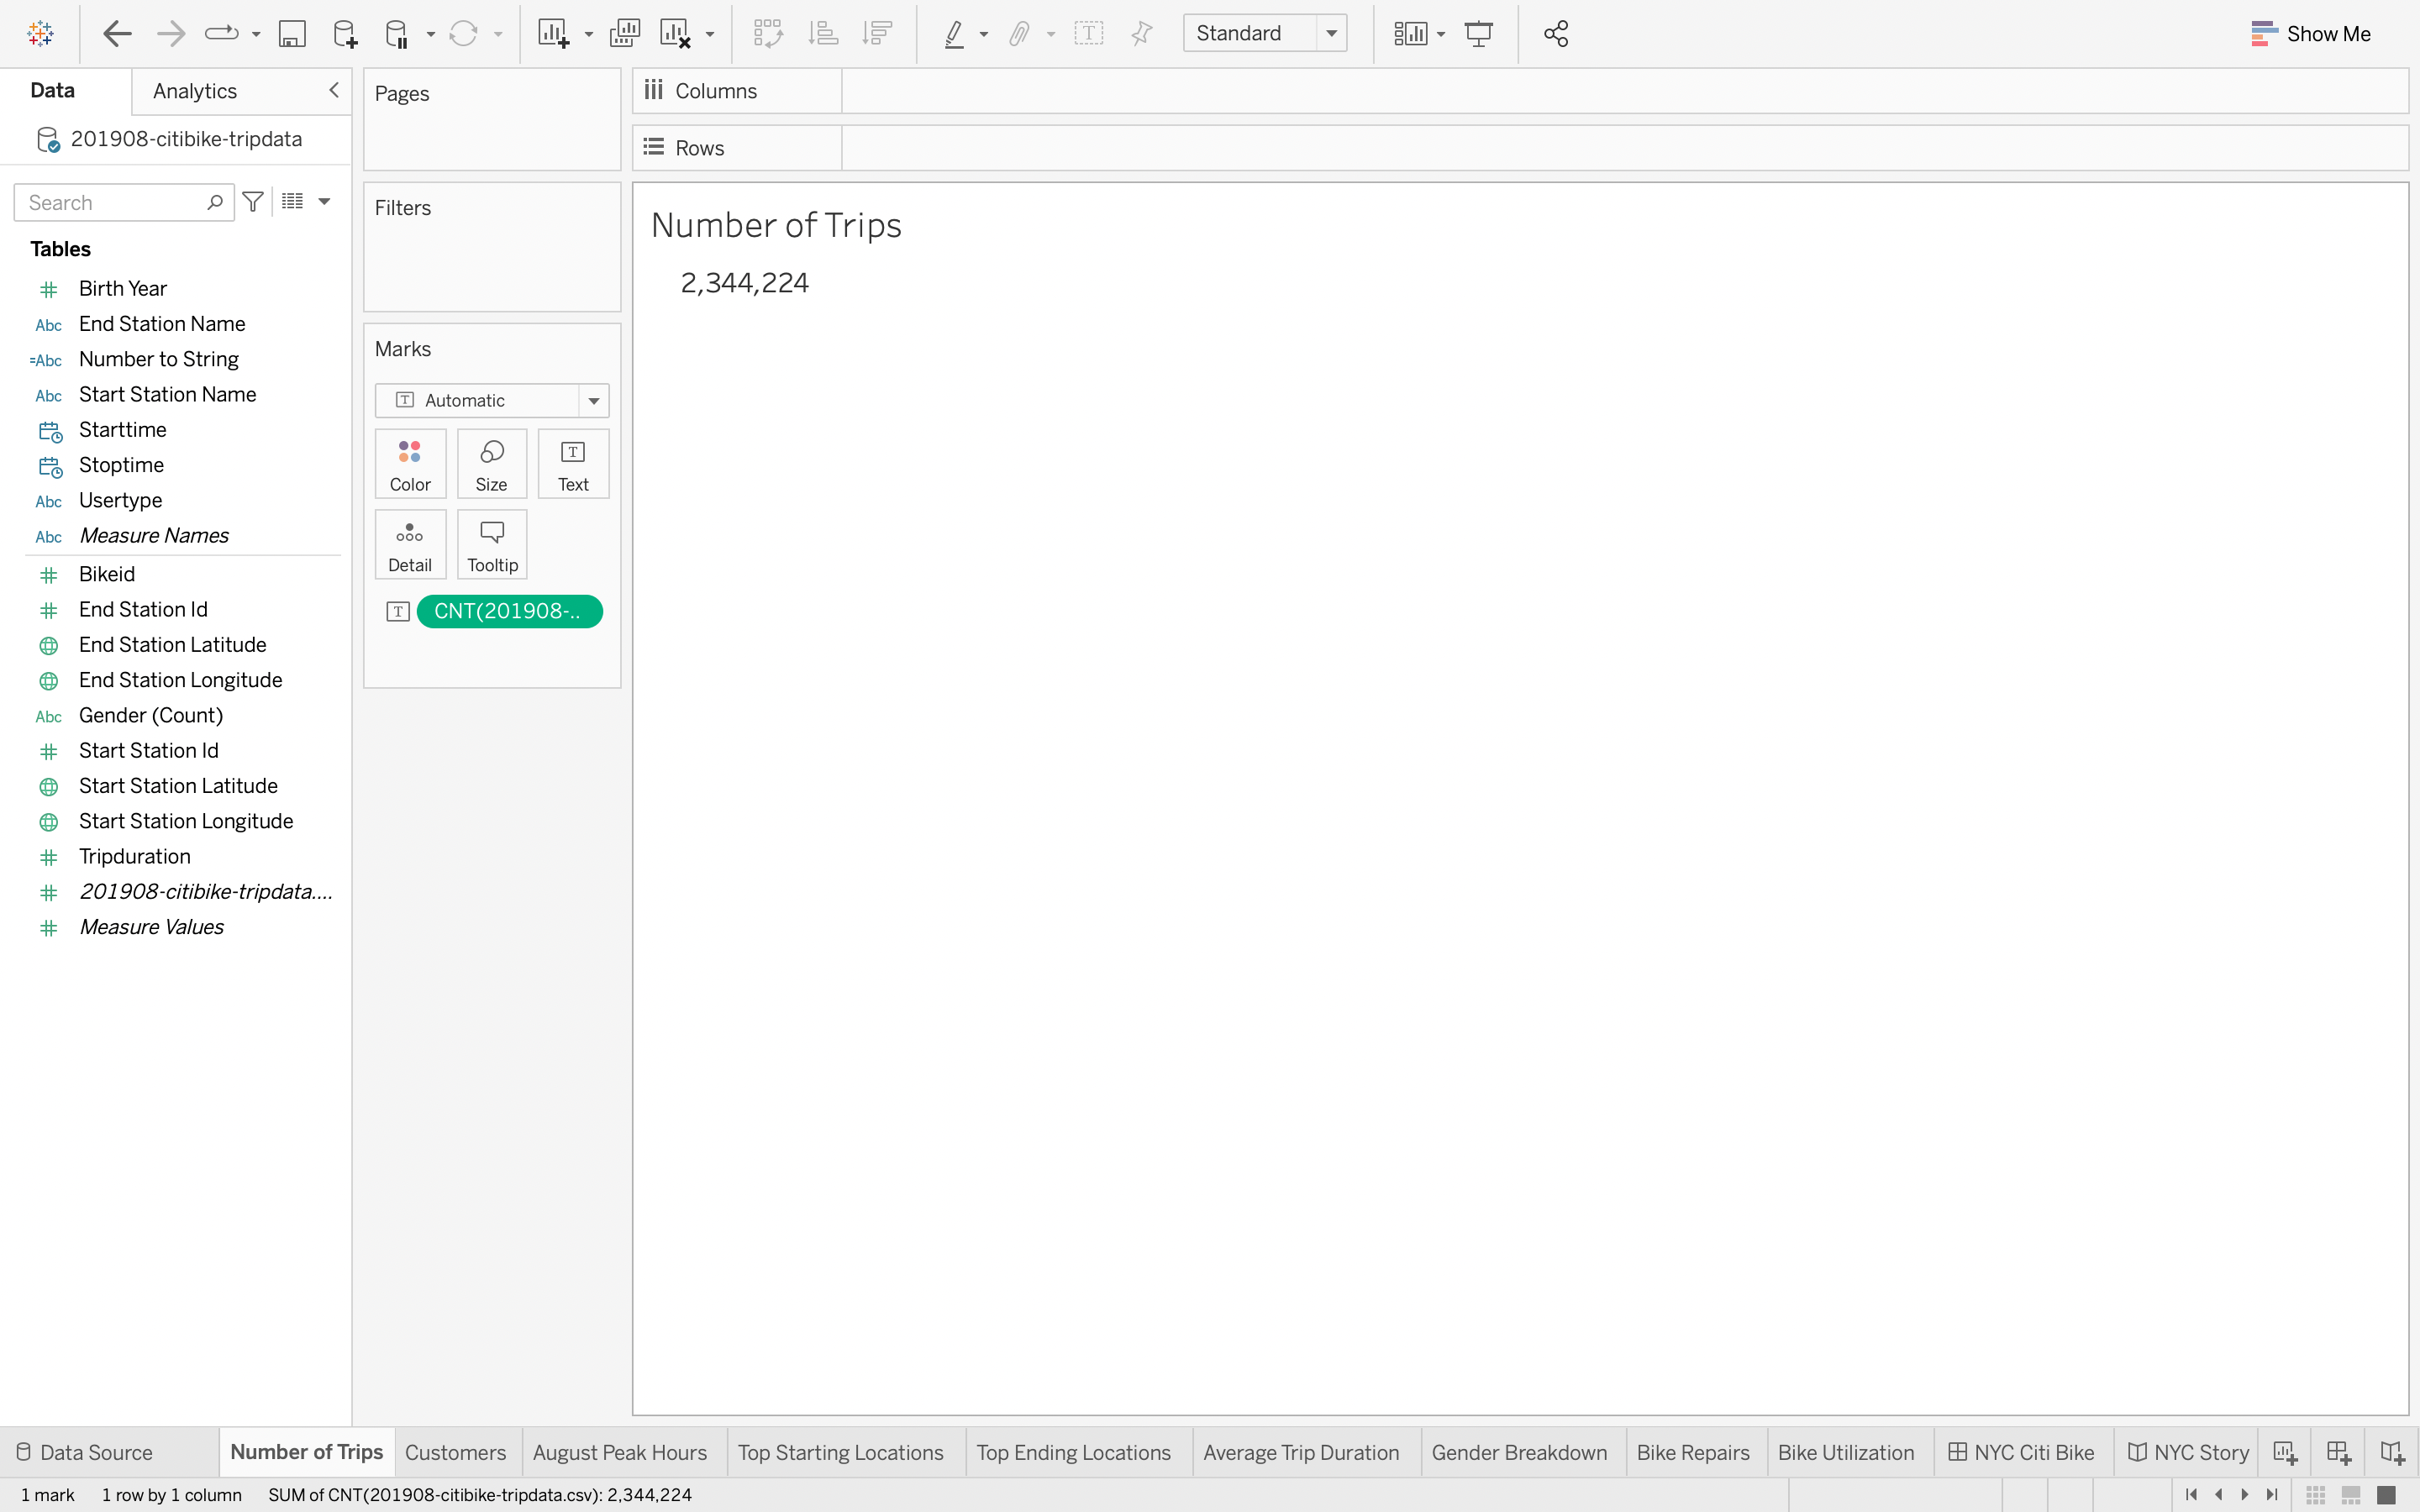 Standard
Show Me
Data
Analytics
201908-citibike-tripdata
Search
Tables
Birth Year
Abc End Station Name
=Abc Number to String
Abc Start Station Name
Starttime
Stoptime
Abc Usertype
Abc Measure Names
Bikeid
End Station Id
End Station Latitude
End Station Longitude
Abc Gender (Count)
Start Station Id
Start Station Latitude
Start Station Longitude
Tripduration
201908-citibike-tripdata....
Measure Values
Pages
Filters
Marks
T Automatic
Color
Size
T
Text
Detail
Tooltip
T CNT(201908-..
Columns
Rows
Number of Trips
2,344,224
Data Source
Number of Trips
Customers
August Peak Hours
Top Starting Locations
Top Ending Locations
Average Trip Duration
Gender Breakdown
Bike Repairs
Bike Utilization
NYC Citi Bike
NYC Story
1 mark
1 row by 1 column
SUM of CNT(201908-citibike-tripdata.csv): 2,344,224